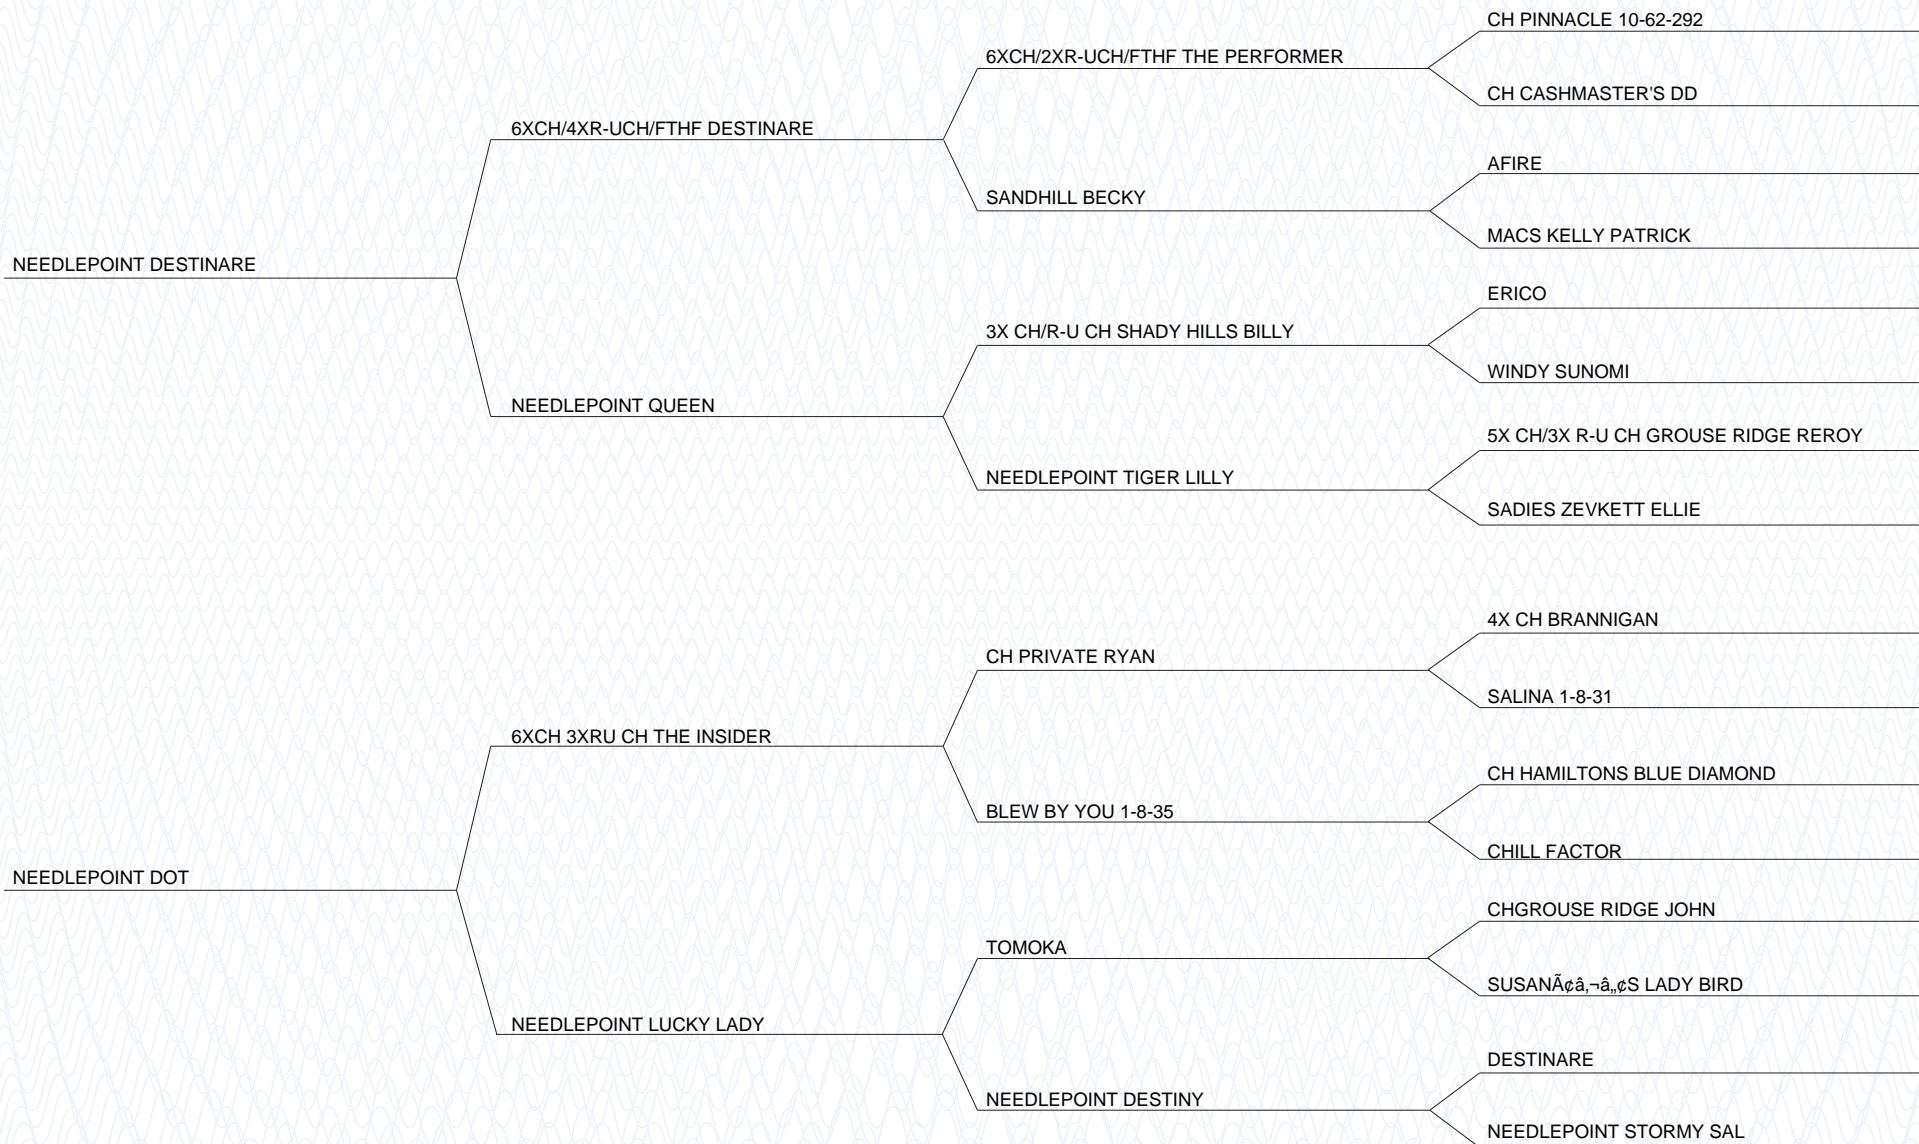 CH PINNACLE 10-62-292
6XCH/2XR-UCH/FTHF THE PERFORMER
CH CASHMASTER'S DD
6XCH/4XR-UCH/FTHF DESTINARE
AFIRE
SANDHILL BECKY
MACS KELLY PATRICK
NEEDLEPOINT DESTINARE
ERICO
3X CH/R-U CH SHADY HILLS BILLY
WINDY SUNOMI
NEEDLEPOINT QUEEN
5X CH/3X R-U CH GROUSE RIDGE REROY
NEEDLEPOINT TIGER LILLY
SADIES ZEVKETT ELLIE
4X CH BRANNIGAN
CH PRIVATE RYAN
SALINA 1-8-31
6XCH 3XRU CH THE INSIDER
CH HAMILTONS BLUE DIAMOND
BLEW BY YOU 1-8-35
CHILL FACTOR
NEEDLEPOINT DOT
CHGROUSE RIDGE JOHN
TOMOKA
SUSANÃ¢â‚¬â„¢S LADY BIRD
NEEDLEPOINT LUCKY LADY
DESTINARE
NEEDLEPOINT DESTINY
NEEDLEPOINT STORMY SAL